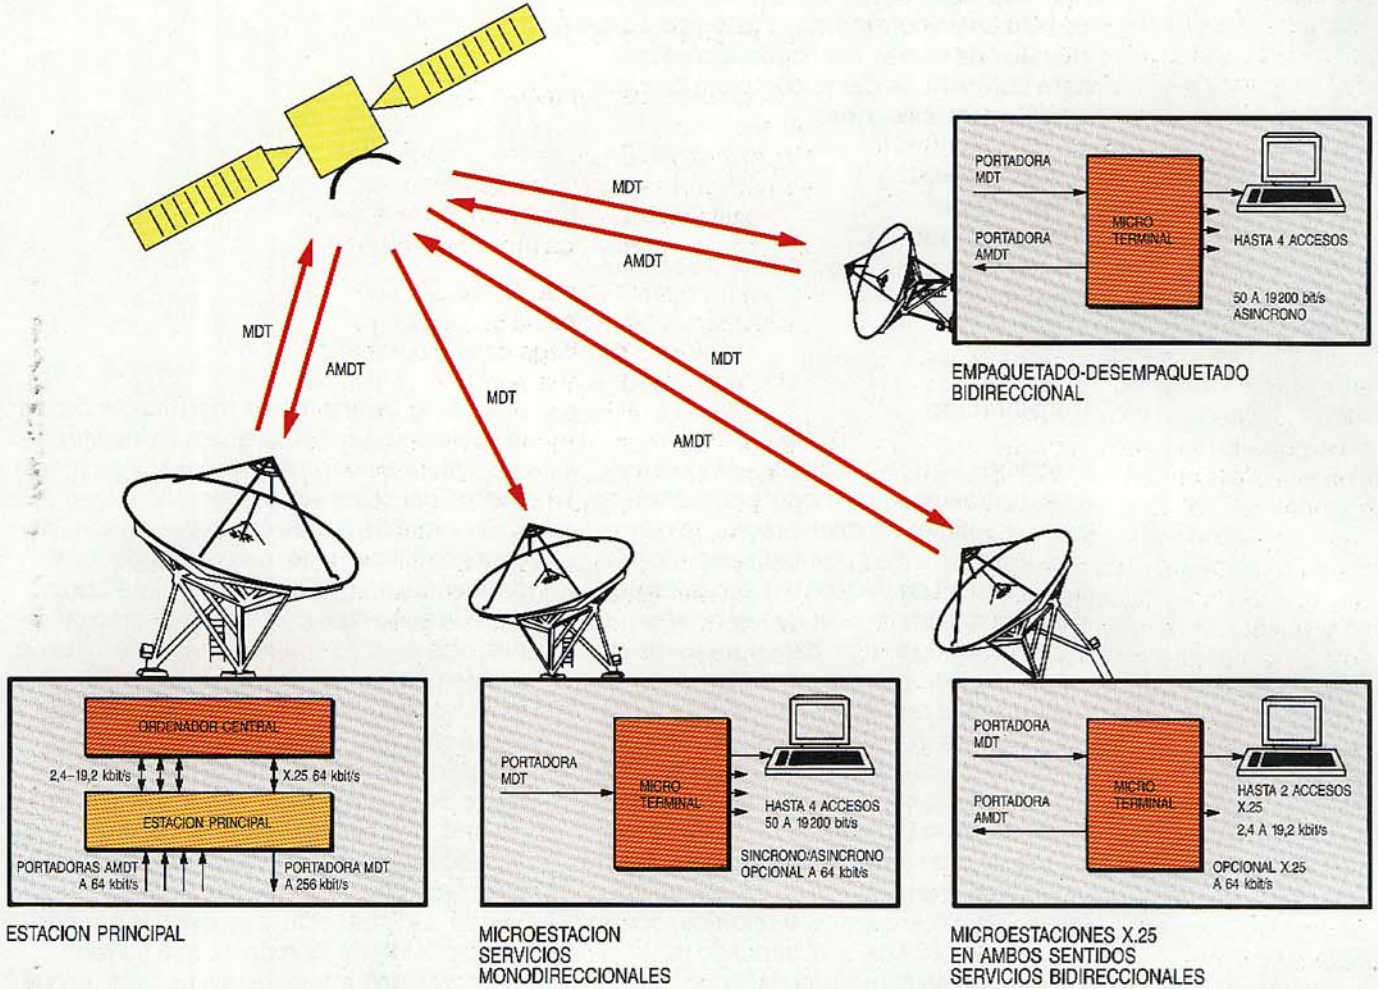 MDT
AMDT
MDT
AMDT
MDT
MDT
AMDT
PORTADORA
MDT
PORTADORA
AMDT
MICRO
TERMINAL
HASTA 4 ACCESOS
50 A 19200 bit/s
ASINCRONO
EMPAQUETADO-DESEMPAQUETADO
BIDIRECCIONAL
ORDENADOR CENTRAL
2,4–19,2 kbit/s
X.25 64 kbit/s
ESTACION PRINCIPAL
PORTADORAS AMDT
A 64 kbit/s
PORTADORA MDT
A 256 kbit/s
ESTACION PRINCIPAL
PORTADORA
MDT
MICRO
TERMINAL
HASTA 4 ACCESOS
50 A 19200 bit/s
SINCRONO/ASINCRONO
OPCIONAL A 64 kbit/s
MICROESTACION
SERVICIOS
MONODIRECCIONALES
PORTADORA
MDT
PORTADORA
AMDT
MICRO
TERMINAL
HASTA 2 ACCESOS
X.25
2,4 A 19,2 kbit/s
OPCIONAL X.25
A 64 kbit/s
MICROESTACIONES X.25
EN AMBOS SENTIDOS
SERVICIOS BIDIRECCIONALES